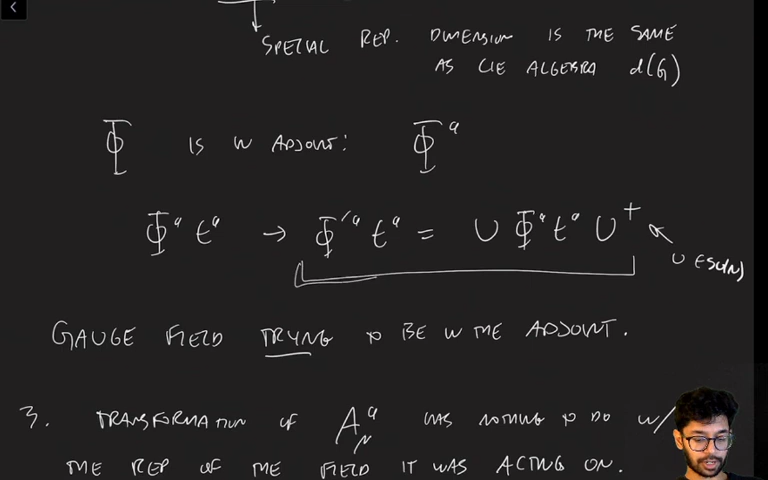 SPECIAL REP. DIMENSION IS THE SAME
AS LIE ALGEBRA d(G)
Φ IS IN ADJOINT: Φ^a
Φ^a t^a → Φ'^a t^a = U Φ^a t^a U^†
U ∈ SU(N)
GAUGE FIELD TRYING TO BE IN THE ADJOINT.
3. TRANSFORMATION OF A^a_μ HAS NOTHING TO DO W/
THE REP OF THE FIELD IT WAS ACTING ON.